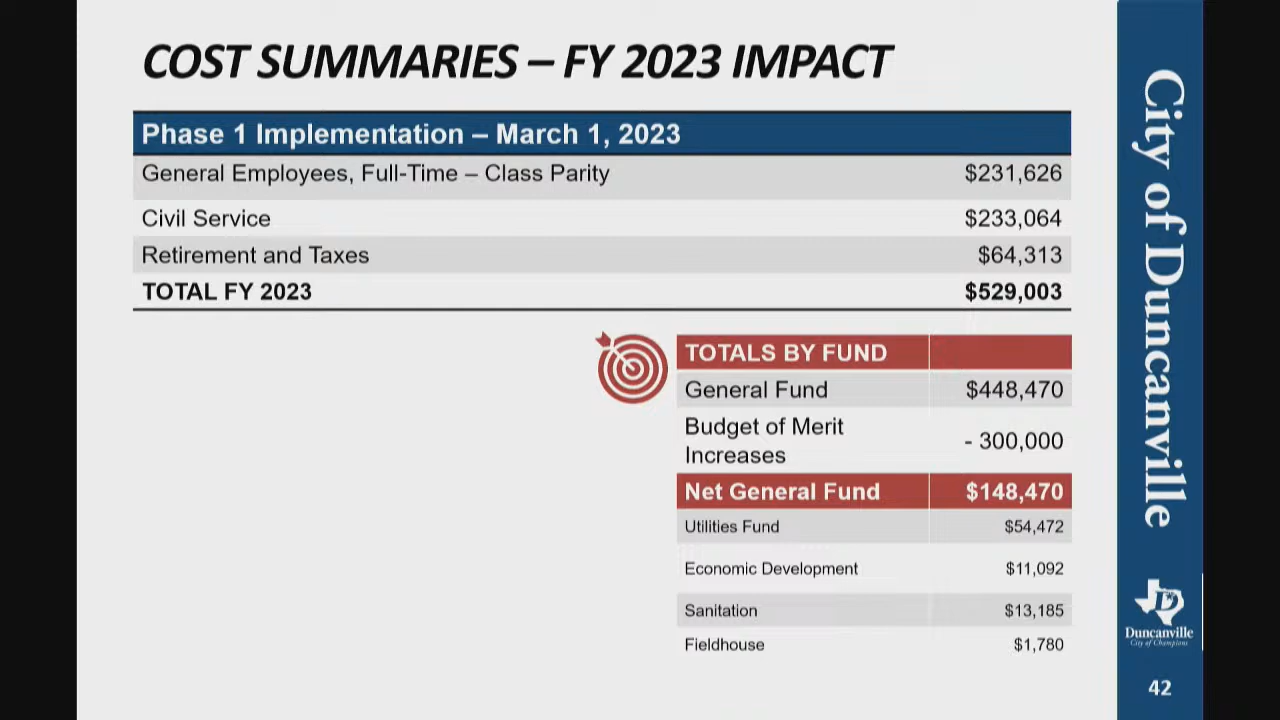 COST SUMMARIES – FY 2023 IMPACT
Phase 1 Implementation – March 1, 2023
General Employees, Full-Time – Class Parity $231,626
Civil Service $233,064
Retirement and Taxes $64,313
TOTAL FY 2023 $529,003
TOTALS BY FUND
General Fund $448,470
Budget of Merit
Increases - 300,000
Net General Fund $148,470
Utilities Fund $54,472
Economic Development $11,092
Sanitation $13,185
Fieldhouse $1,780
City of Duncanville
D
Duncanville
City of Champions
42